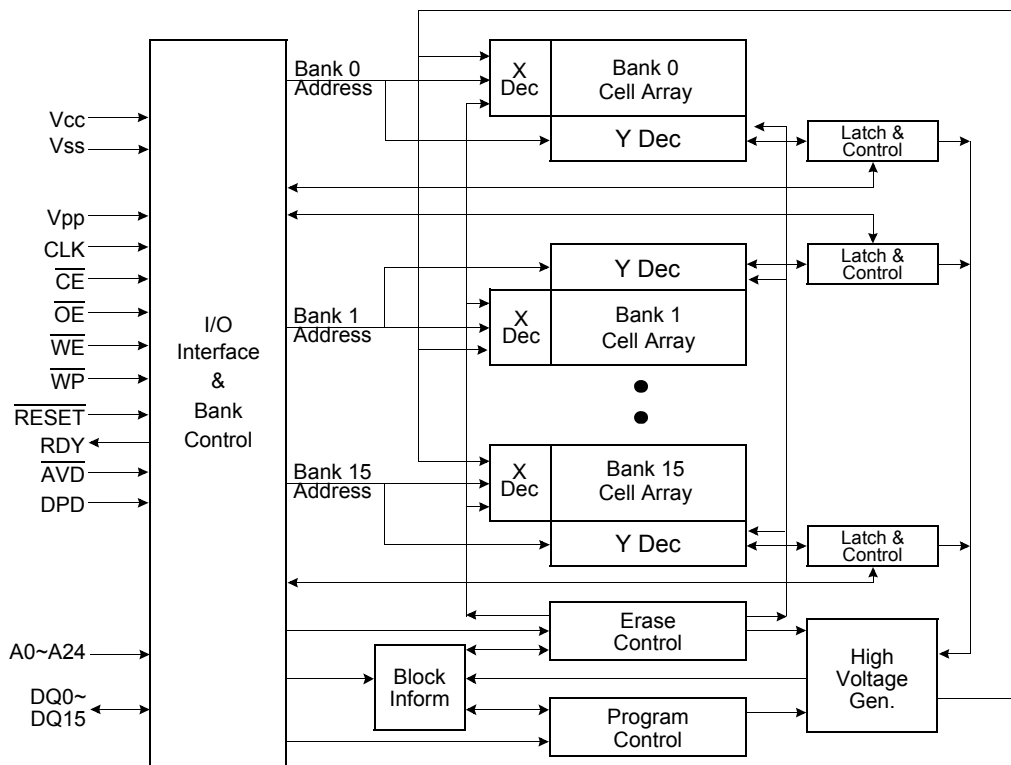 Vcc
Vss
Vpp
CLK
CE
OE
WE
WP
RESET
RDY
AVD
DPD
A0~A24
DQ0~
DQ15
I/O
Interface
&
Bank
Control
Bank 0
Address
X
Dec
Bank 0
Cell Array
Y Dec
Latch &
Control
Bank 1
Address
Y Dec
X
Dec
Bank 1
Cell Array
Latch &
Control
Bank 15
Address
X
Dec
Bank 15
Cell Array
Y Dec
Latch &
Control
Erase
Control
Block
Inform
Program
Control
High
Voltage
Gen.